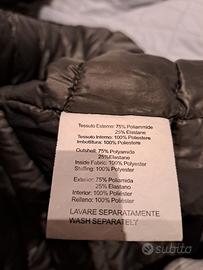 Tessuto Esterno: 75% Poliammide
25% Elastane
Tessuto Interno: 100% Poliestere
Imbottitura: 100% Poliestere
Outshell: 75% Polyamide
25% Elastane
Inside Fabric: 100% Polyester
Stuffing: 100% Polyester
Exterior: 75% Poliamida
25% Elastano
Interior: 100% Poliéster
Relleno: 100% Poliéster
LAVARE SEPARATAMENTE
WASH SEPARATELY
subito